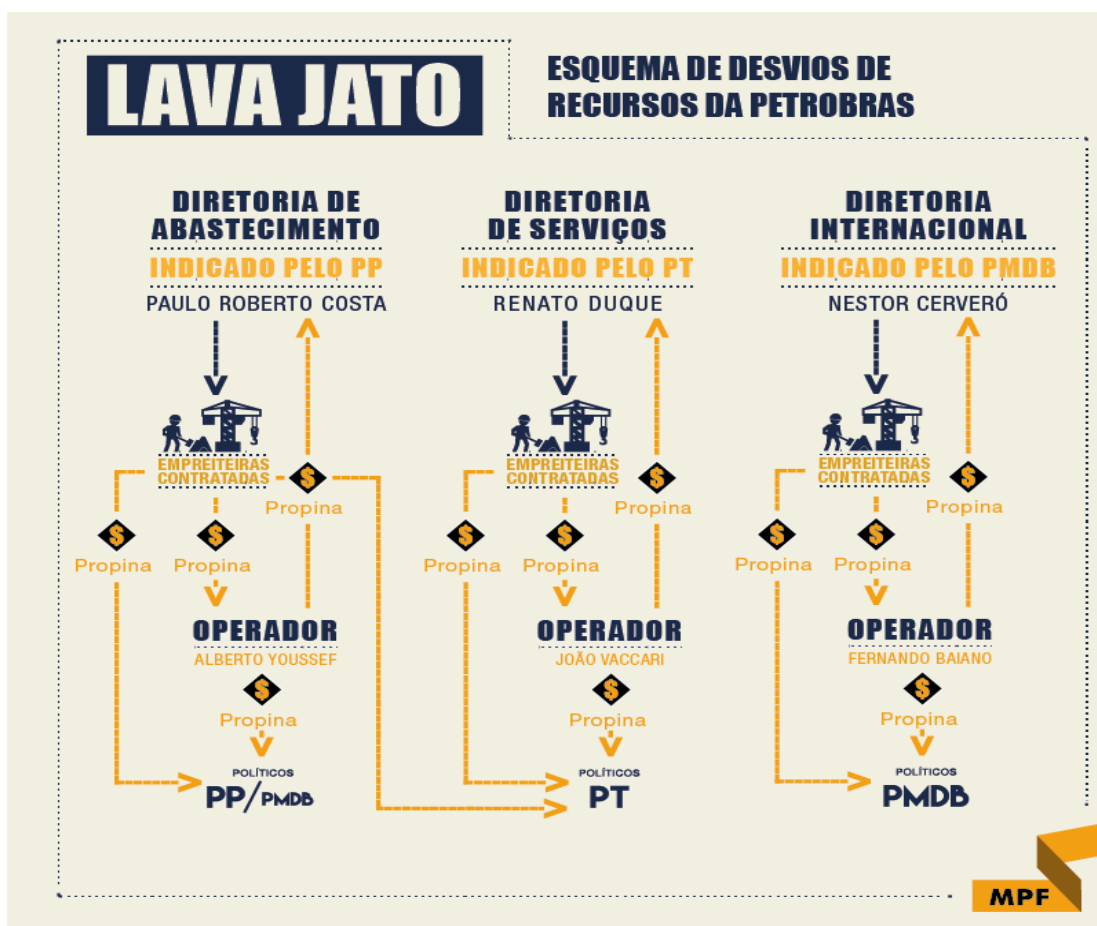 LAVA JATO
ESQUEMA DE DESVIOS DE
RECURSOS DA PETROBRAS
DIRETORIA DE
ABASTECIMENTO
INDICADO PELO PP
PAULO ROBERTO COSTA
EMPREITEIRAS
CONTRATADAS
$
Propina
$
Propina
$
Propina
OPERADOR
ALBERTO YOUSSEF
$
Propina
POLÍTICOS
PP/PMDB
DIRETORIA
DE SERVIÇOS
INDICADO PELO PT
RENATO DUQUE
EMPREITEIRAS
CONTRATADAS
$
Propina
$
Propina
$
Propina
OPERADOR
JOÃO VACCARI
$
Propina
POLÍTICOS
PT
DIRETORIA
INTERNACIONAL
INDICADO PELO PMDB
NESTOR CERVERÓ
EMPREITEIRAS
CONTRATADAS
$
Propina
$
Propina
$
Propina
OPERADOR
FERNANDO BAIANO
$
Propina
POLÍTICOS
PMDB
MPF